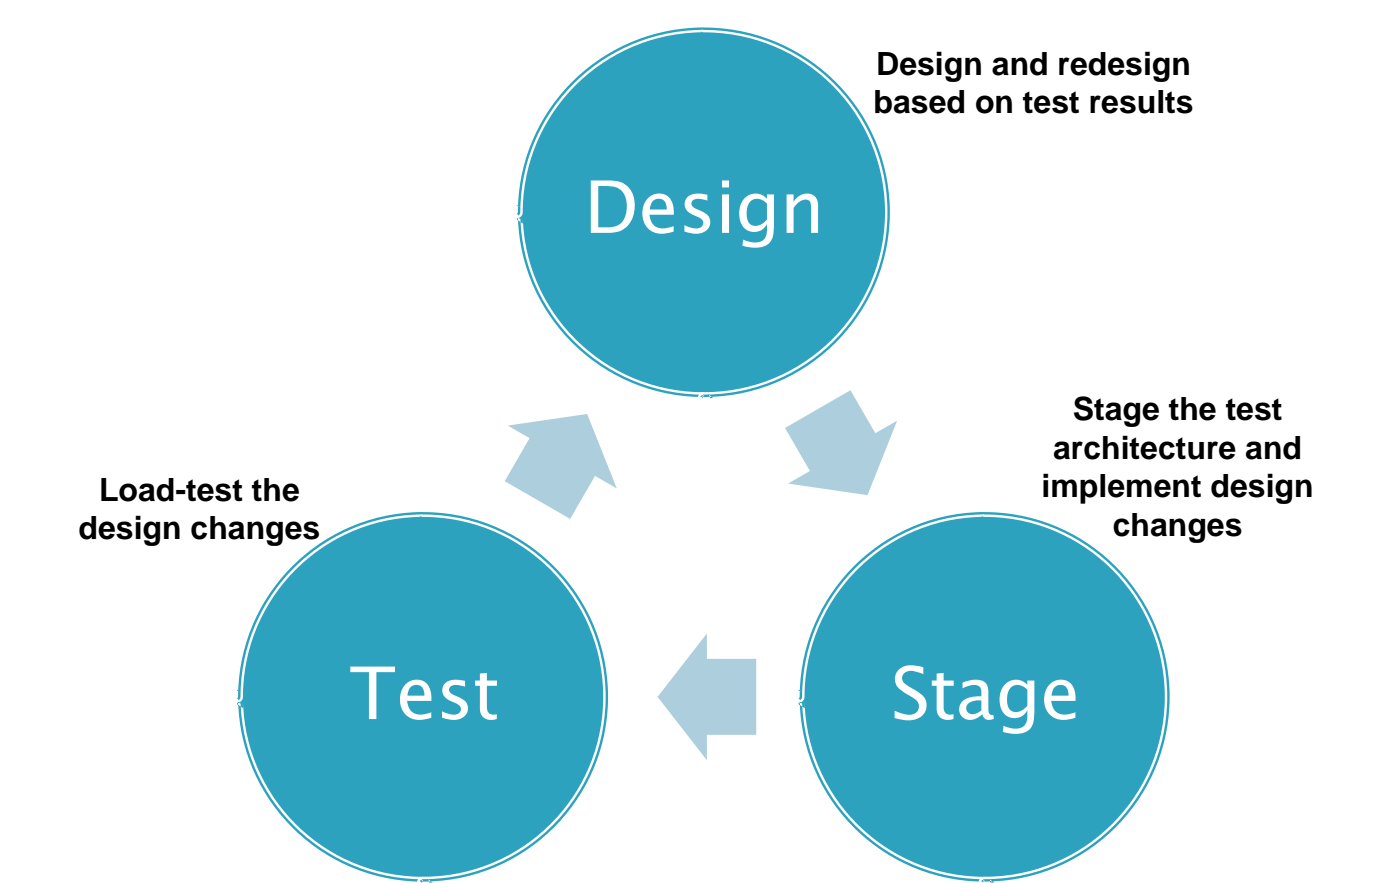 Design and redesign
based on test results
Design
Stage the test
architecture and
implement design
changes
Load-test the
design changes
Test
Stage